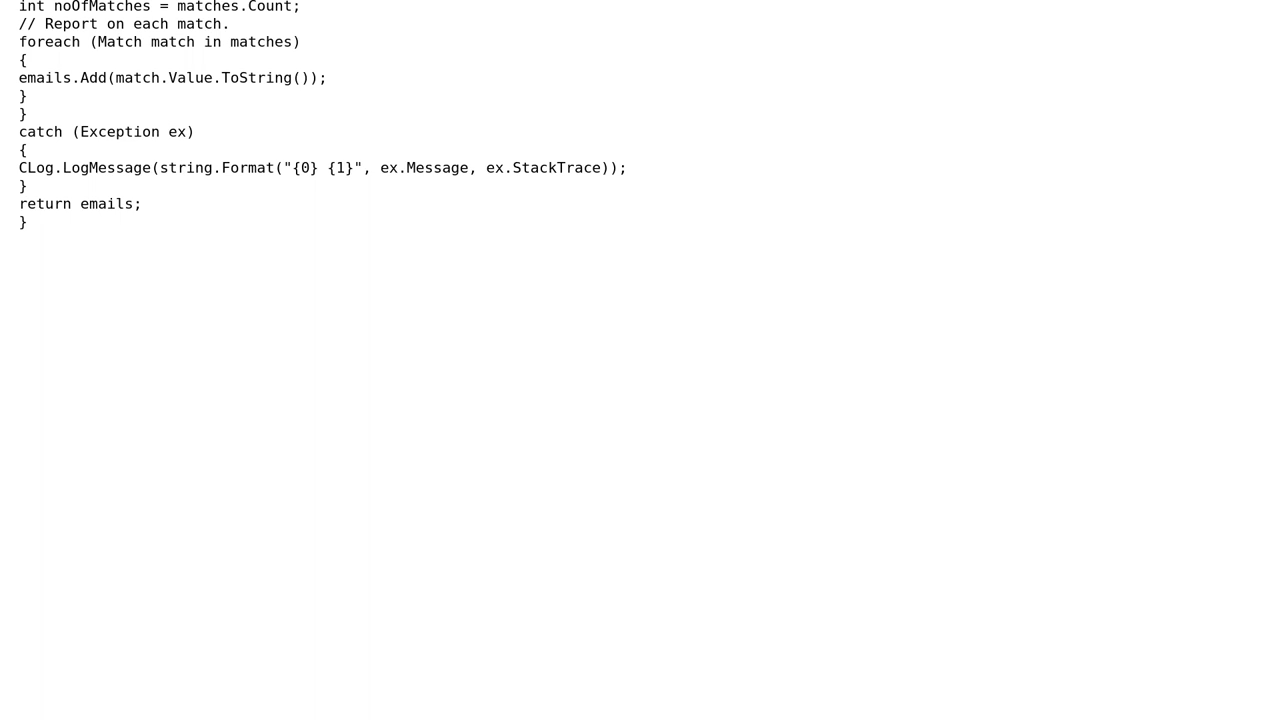 int noOfMatches = matches.Count;
// Report on each match.
foreach (Match match in matches)
{
emails.Add(match.Value.ToString());
}
}
catch (Exception ex)
{
CLog.LogMessage(string.Format("{0} {1}", ex.Message, ex.StackTrace));
}
return emails;
}